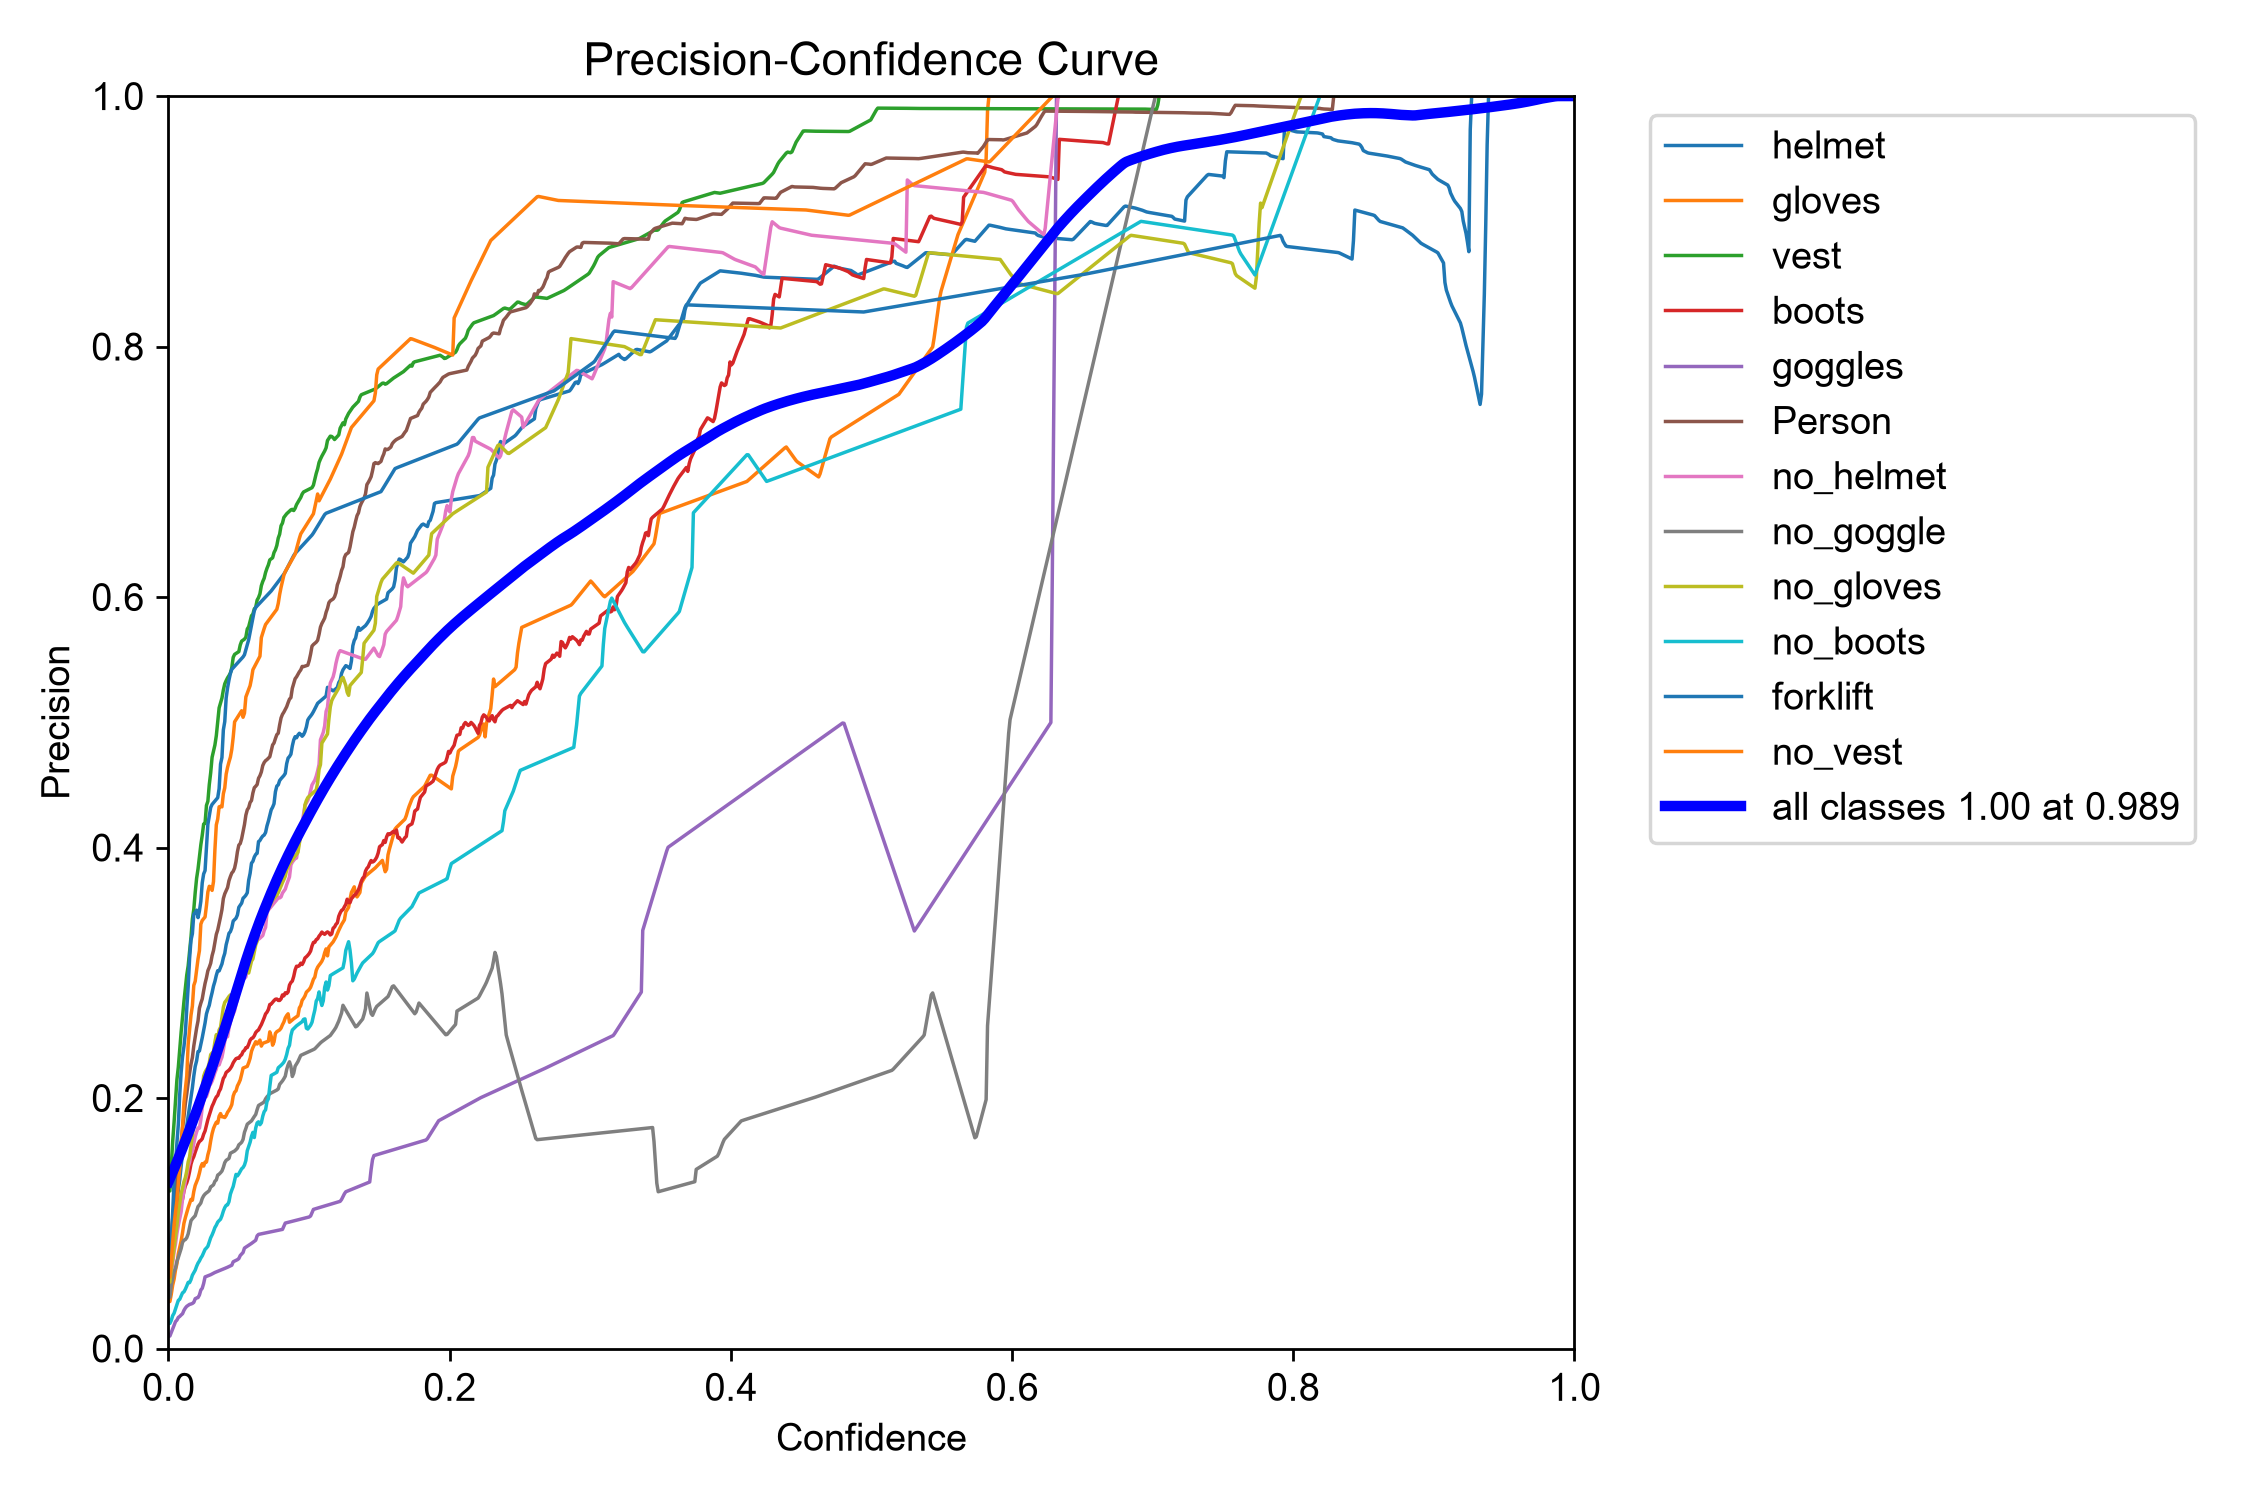 Precision-Confidence Curve
1.0
0.8
0.6
0.4
0.2
0.0
Precision
0.0 0.2 0.4 0.6 0.8 1.0
Confidence
helmet
gloves
vest
boots
goggles
Person
no_helmet
no_goggle
no_gloves
no_boots
forklift
no_vest
all classes 1.00 at 0.989